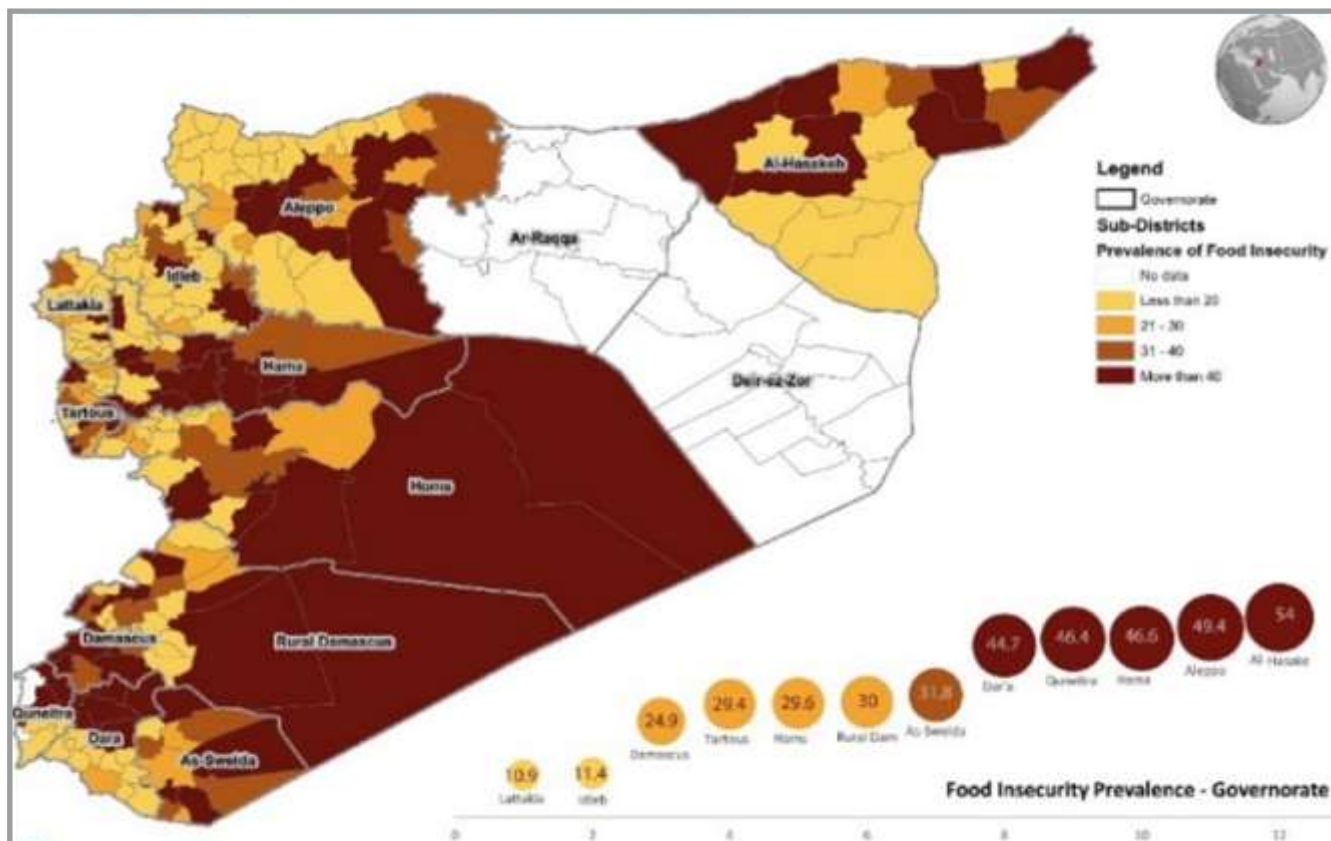 Legend
Governorate
Sub-Districts
Prevalence of Food Insecurity
No data
Less than 20
21 - 30
31 - 40
More than 40
Al-Hasakeh
Aleppo
Ar-Raqqa
Idleb
Lattakia
Hama
Deir-ez-Zor
Tartous
Homs
Damascus
Rural Damascus
Quneitra
Dara
As-Sweida
54
49.4
46.6
46.4
44.7
Al-Hasake
Aleppo
Hama
Quneitra
Dar'a
31.8
30
29.6
29.4
24.9
As-Sweida
Rural Dam
Homs
Tartous
Damascus
11.4
10.9
Idleb
Lattakia
Food Insecurity Prevalence - Governorate
0 2 4 6 8 10 12